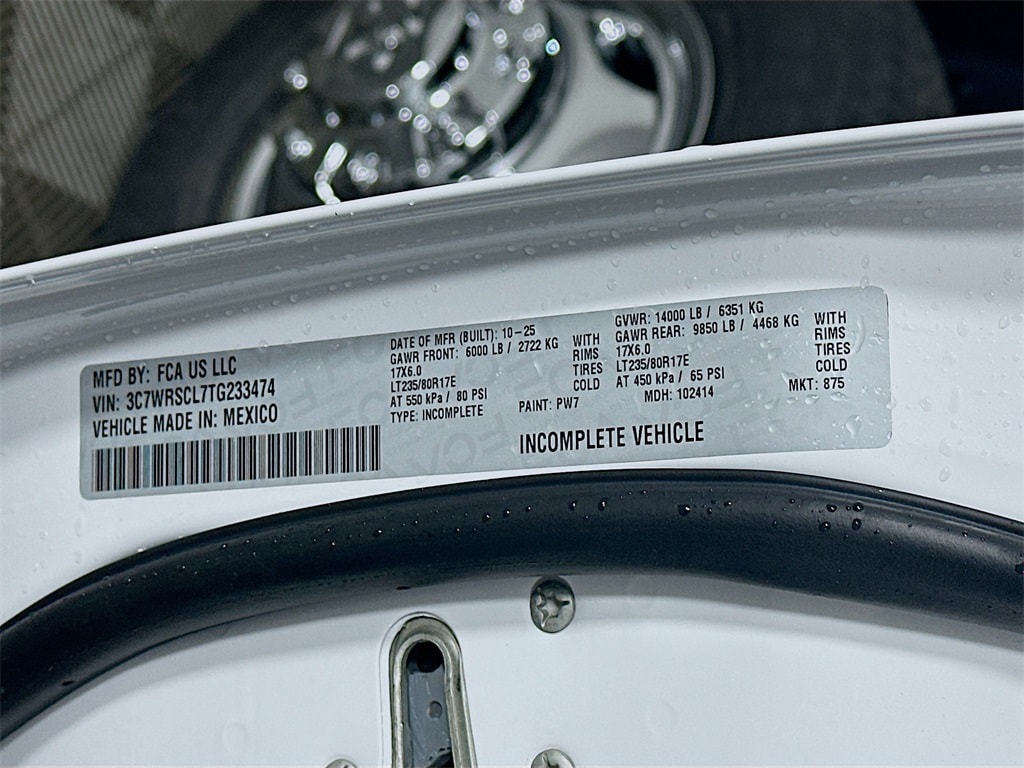 MFD BY: FCA US LLC
VIN: 3C7WRSCL7TG233474
VEHICLE MADE IN: MEXICO
DATE OF MFR (BUILT): 10-25
GAWR FRONT: 6000 LB / 2722 KG
17X6.0
LT235/80R17E
AT 550 kPa / 80 PSI
TYPE: INCOMPLETE
WITH
RIMS
TIRES
COLD
GVWR: 14000 LB / 6351 KG
GAWR REAR: 9850 LB / 4468 KG
17X6.0
LT235/80R17E
AT 450 kPa / 65 PSI
WITH
RIMS
TIRES
COLD
PAINT: PW7
MDH: 102414
MKT: 875
INCOMPLETE VEHICLE